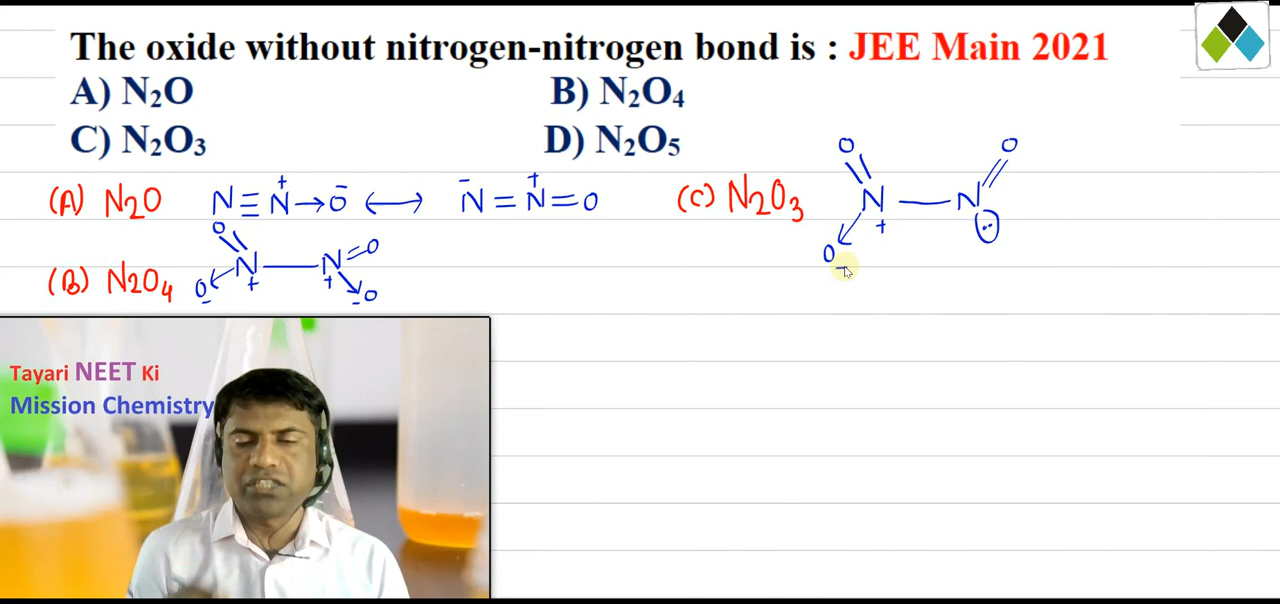 The oxide without nitrogen-nitrogen bond is : JEE Main 2021
A) N₂O B) N₂O₄
C) N₂O₃ D) N₂O₅
(A) N₂O N≡N⁺→O⁻ ⟷ N⁻=N⁺=O
(C) N₂O₃ O N + O - N O ..
(B) N₂O₄ O N + O - N + O O -
Tayari NEET Ki
Mission Chemistry